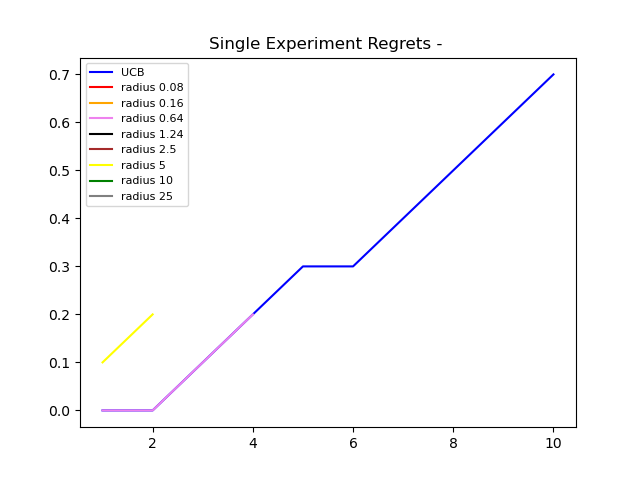 Single Experiment Regrets -
0.7
0.6
0.5
0.4
0.3
0.2
0.1
0.0
UCB
radius 0.08
radius 0.16
radius 0.64
radius 1.24
radius 2.5
radius 5
radius 10
radius 25
2
4
6
8
10